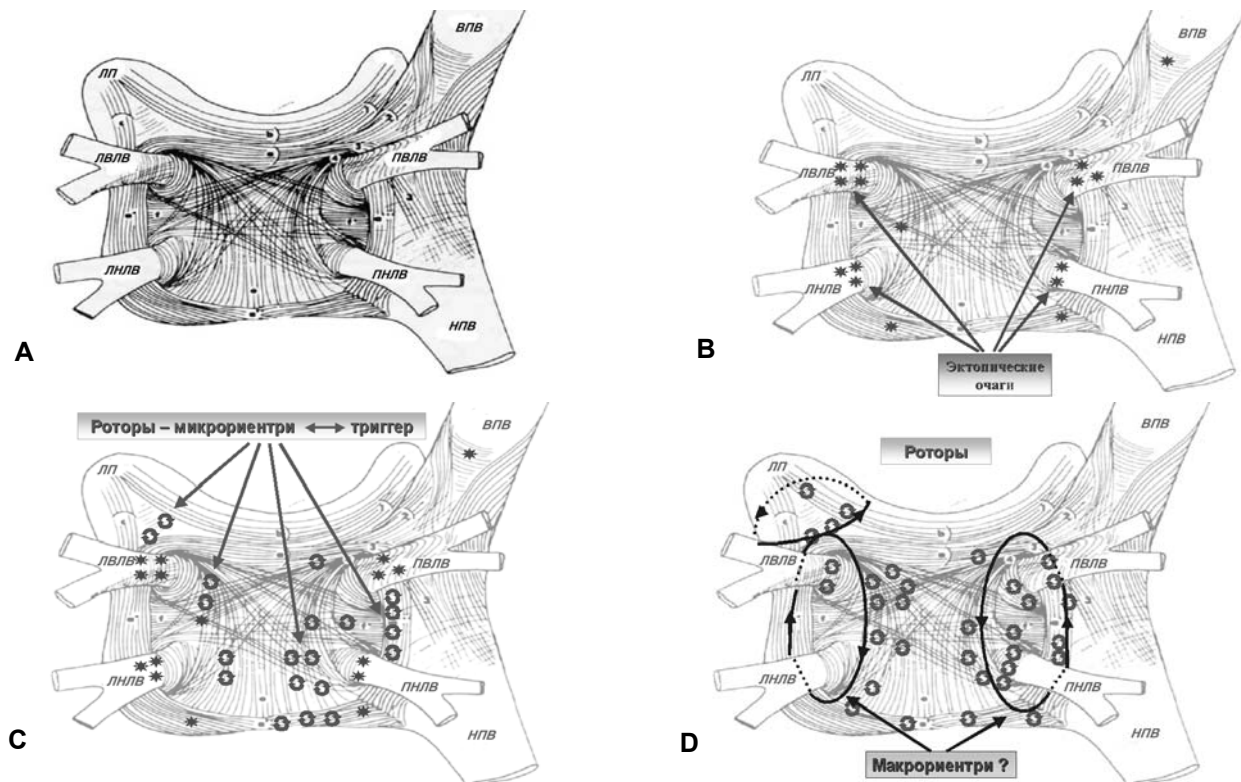 ВПВ
ЛП
ЛВЛВ
ПВЛВ
ЛНЛВ
ПНЛВ
НПВ
A
ВПВ
ЛВЛВ
ПВЛВ
ЛНЛВ
ПНЛВ
НПВ
B
Эктопические
очаги
Роторы – микрориентри ↔ триггер
ВПВ
ЛП
ЛВЛВ
ПВЛВ
ЛНЛВ
ПНЛВ
НПВ
C
Роторы
ВПВ
ЛП
ЛВЛВ
ПВЛВ
ЛНЛВ
ПНЛВ
НПВ
D
Макрориентри ?